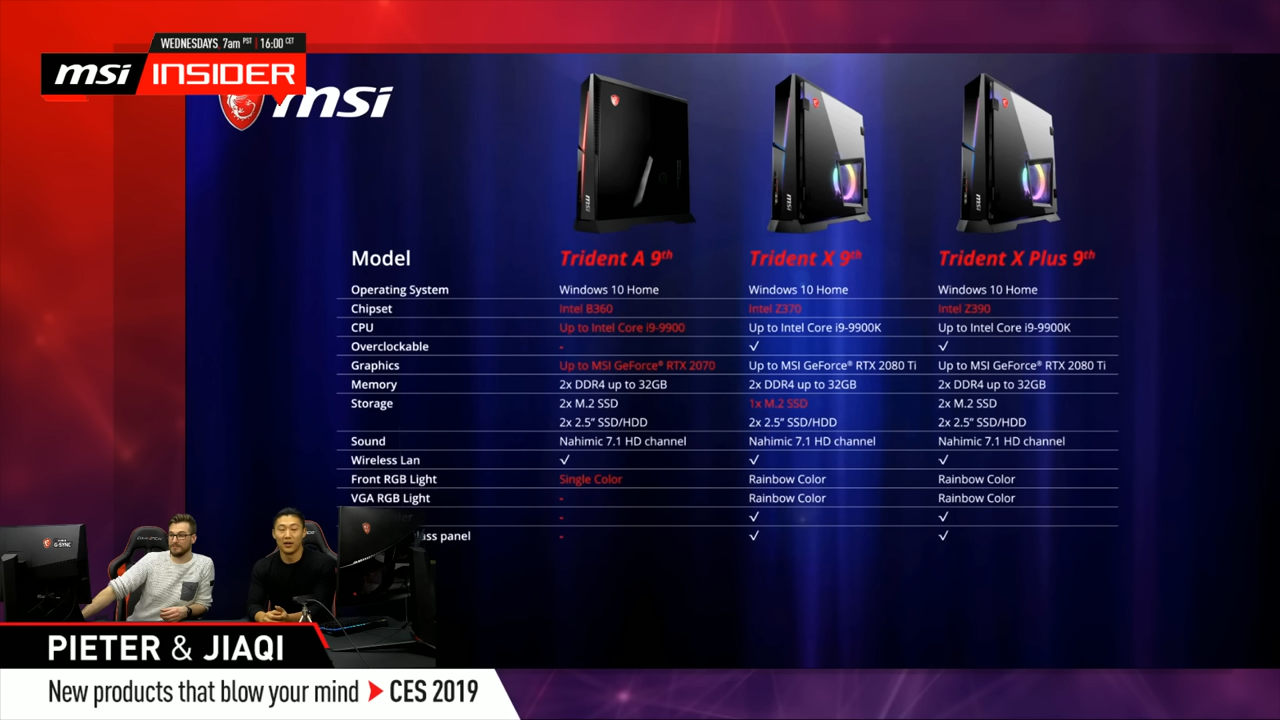 WEDNESDAYS 7am PST | 16:00 CET
msi INSIDER
msi
Model Trident A 9th Trident X 9th Trident X Plus 9th
Operating System Windows 10 Home Windows 10 Home Windows 10 Home
Chipset Intel B360 Intel Z370 Intel Z390
CPU Up to Intel Core i9-9900 Up to Intel Core i9-9900K Up to Intel Core i9-9900K
Overclockable - ✓ ✓
Graphics Up to MSI GeForce® RTX 2070 Up to MSI GeForce® RTX 2080 Ti Up to MSI GeForce® RTX 2080 Ti
Memory 2x DDR4 up to 32GB 2x DDR4 up to 32GB 2x DDR4 up to 32GB
Storage 2x M.2 SSD 1x M.2 SSD 2x M.2 SSD
2x 2.5” SSD/HDD 2x 2.5” SSD/HDD 2x 2.5” SSD/HDD
Sound Nahimic 7.1 HD channel Nahimic 7.1 HD channel Nahimic 7.1 HD channel
Wireless Lan ✓ ✓ ✓
Front RGB Light Single Color Rainbow Color Rainbow Color
VGA RGB Light - Rainbow Color Rainbow Color
- ✓ ✓
panel - ✓ ✓
G-SYNC
PIETER & JIAQI
New products that blow your mind CES 2019